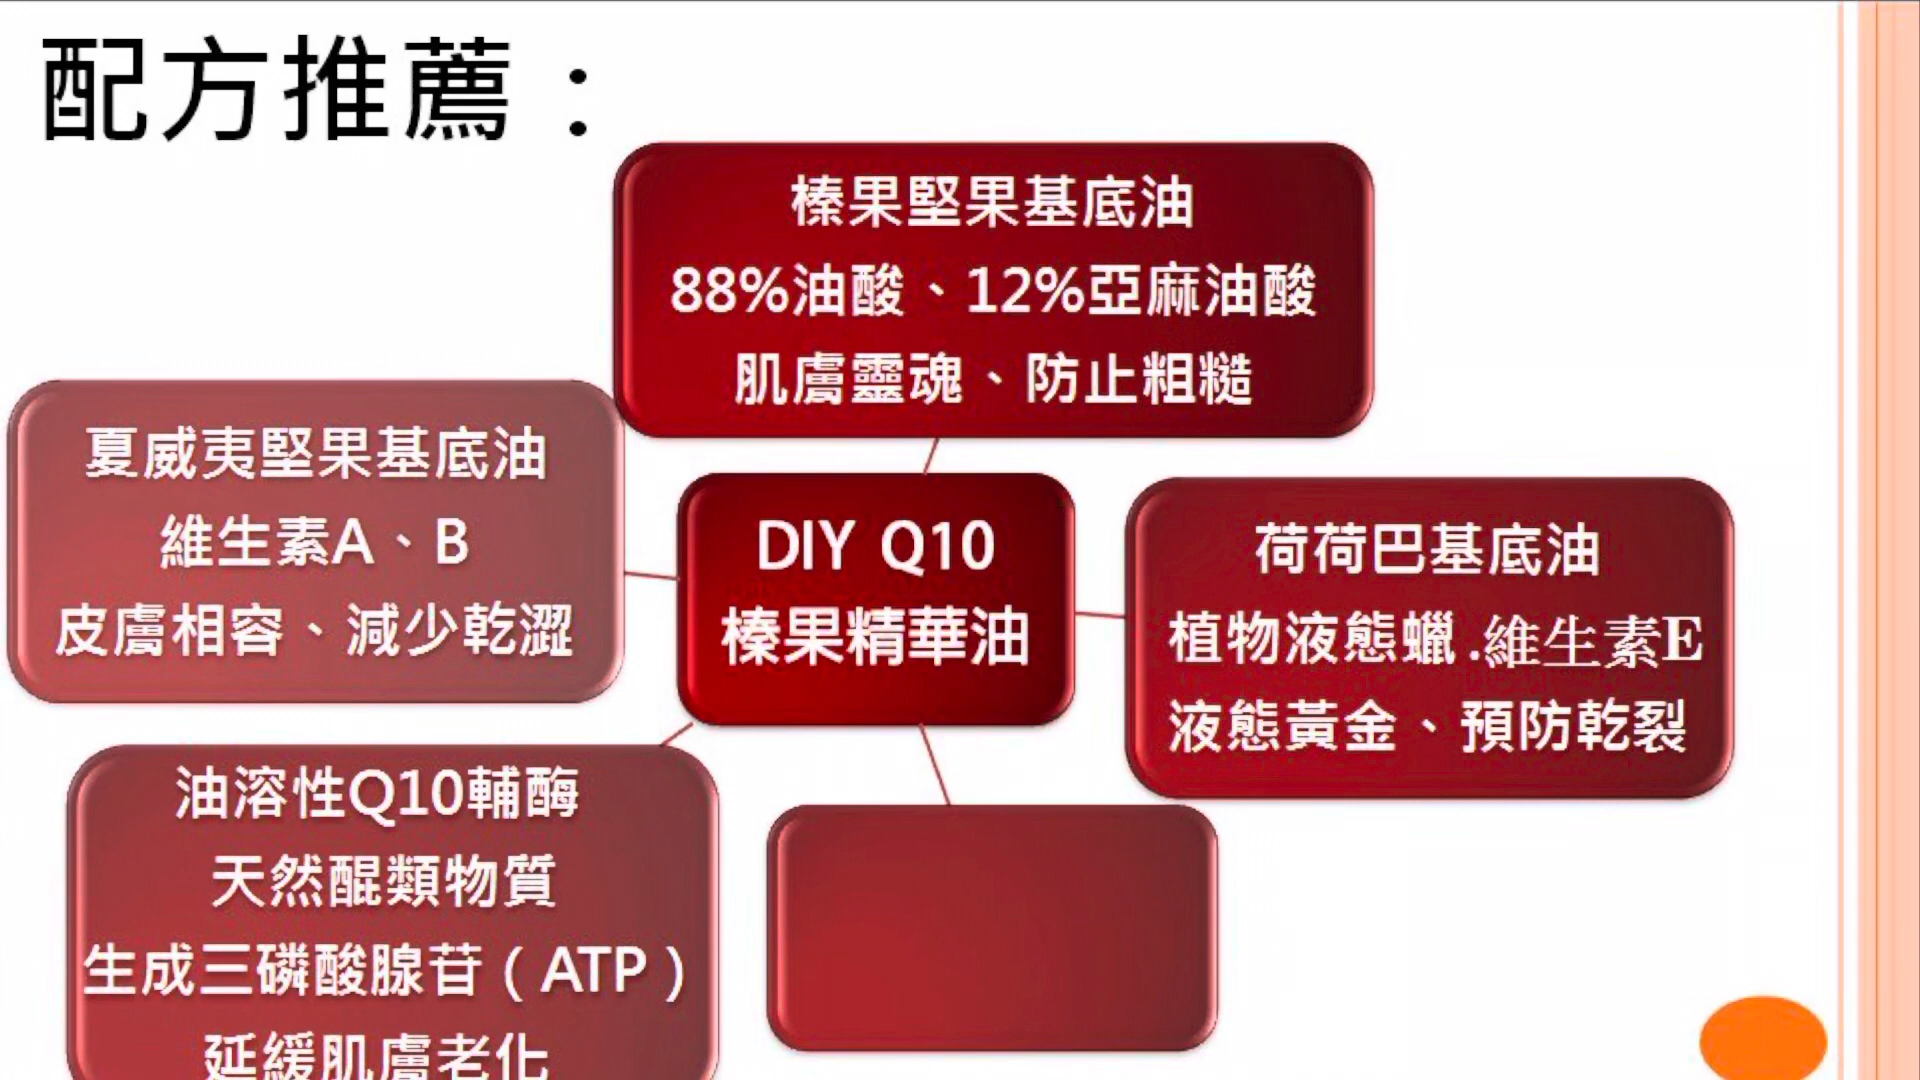 配方推薦：
榛果堅果基底油
88%油酸、12%亞麻油酸
肌膚靈魂、防止粗糙
夏威夷堅果基底油
維生素A、B
皮膚相容、減少乾澀
DIY Q10
榛果精華油
荷荷巴基底油
植物液態蠟.維生素E
液態黃金、預防乾裂
油溶性Q10輔酶
天然醌類物質
生成三磷酸腺苷（ATP）
延緩肌膚老化